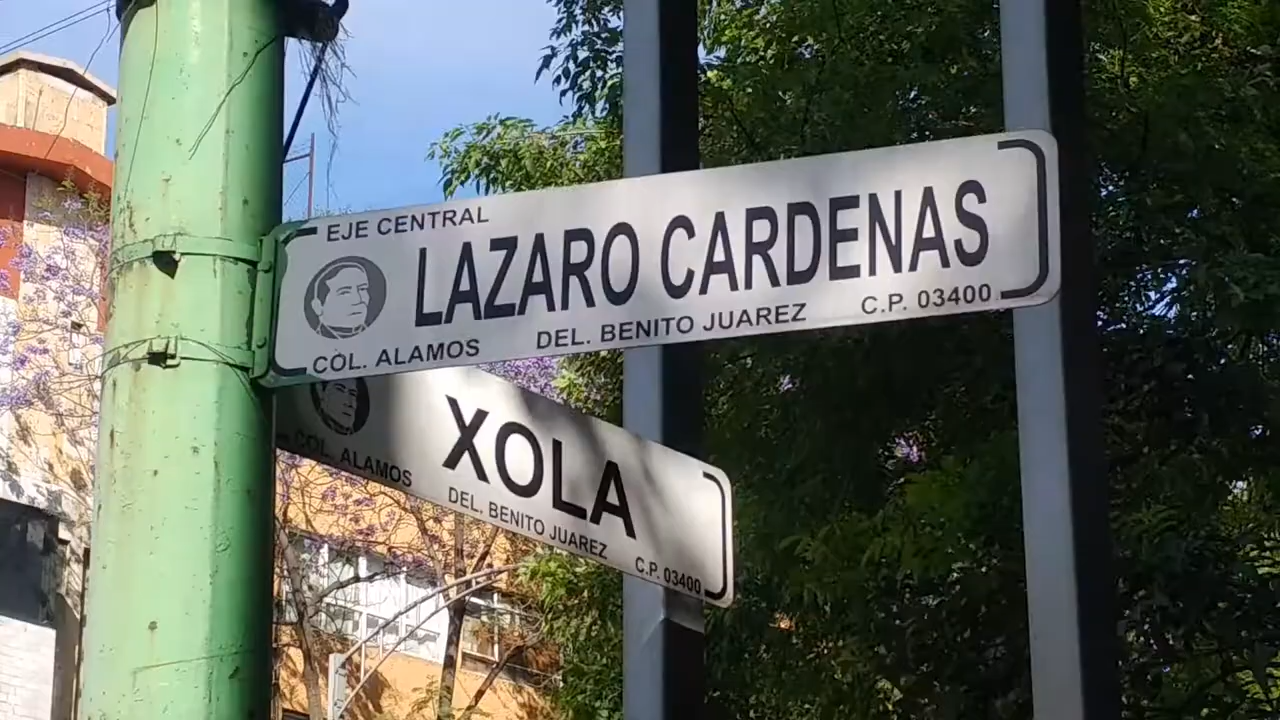 EJE CENTRAL
LAZARO CARDENAS
COL. ALAMOS DEL. BENITO JUAREZ C.P. 03400
XOLA
COL. ALAMOS DEL. BENITO JUAREZ C.P. 03400